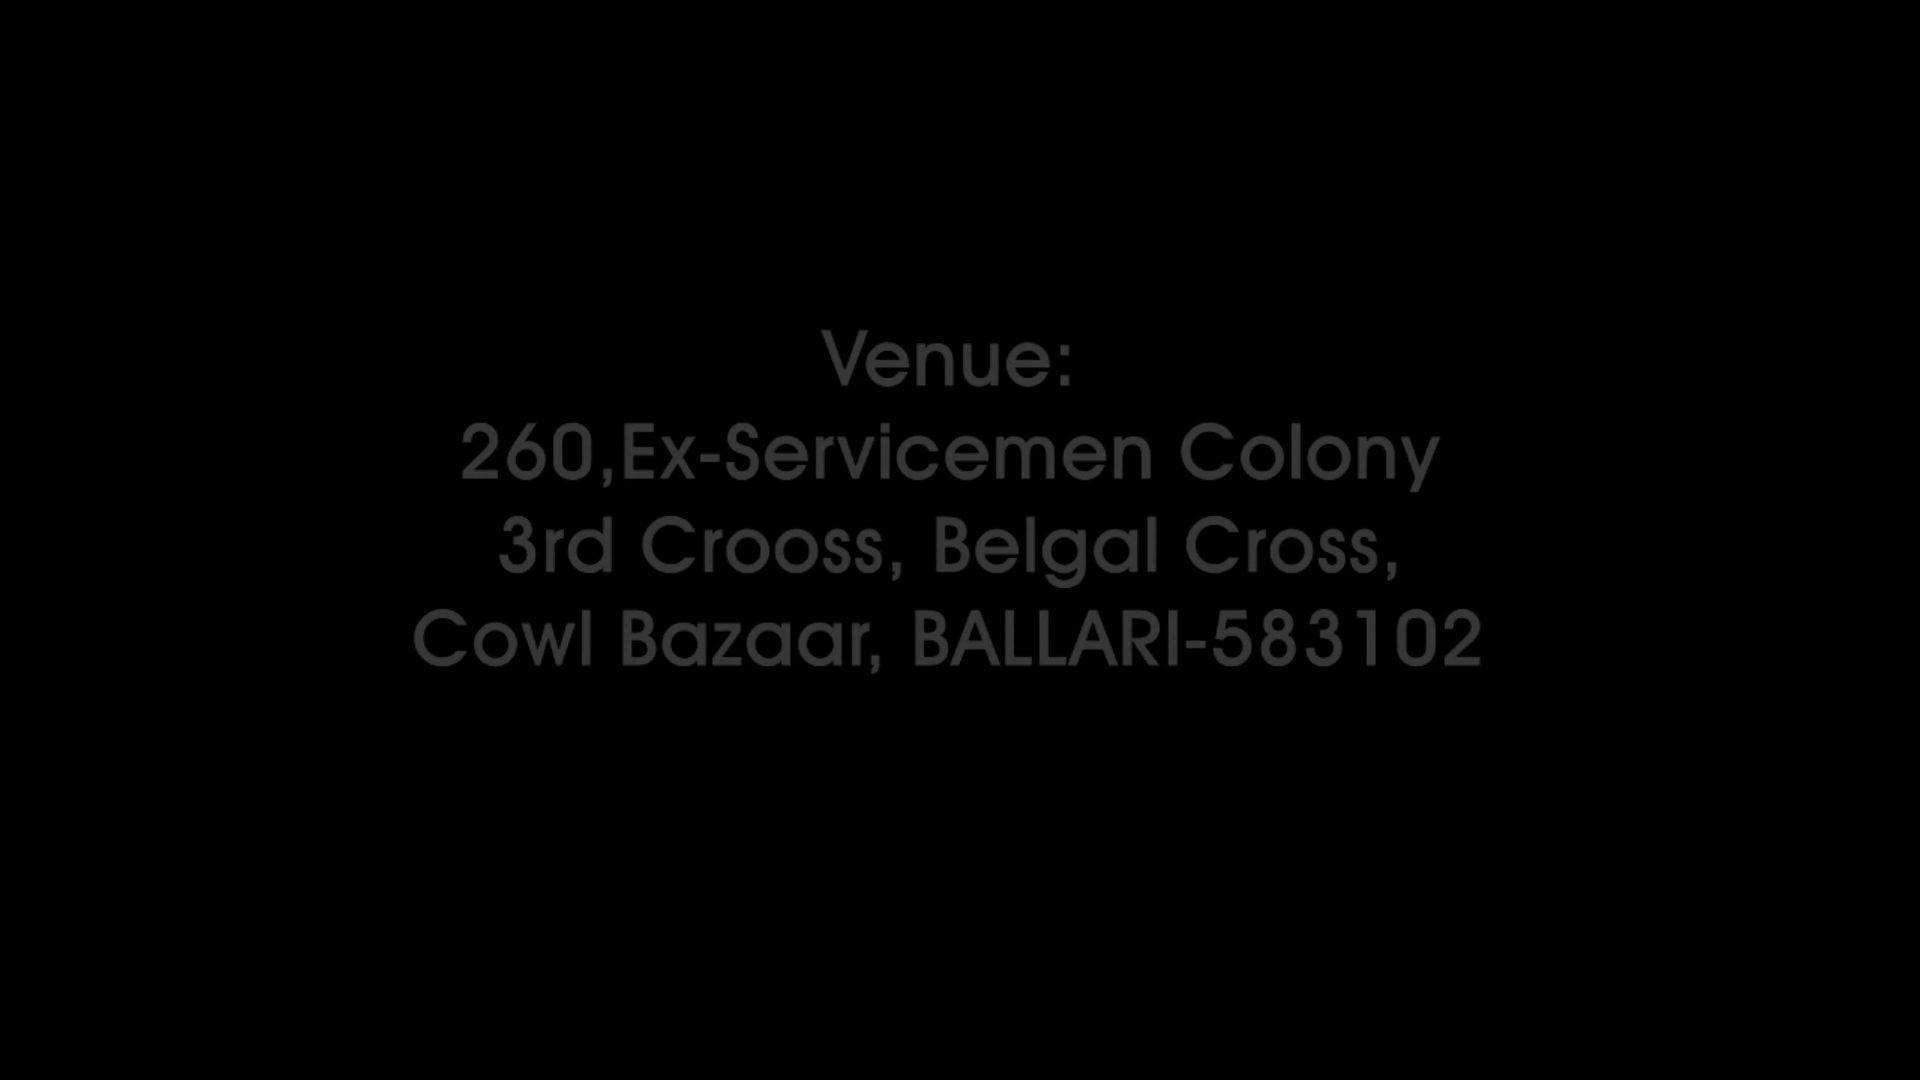 Venue:
260,Ex-Servicemen Colony
3rd Crooss, Belgal Cross,
Cowl Bazaar, BALLARI-583102